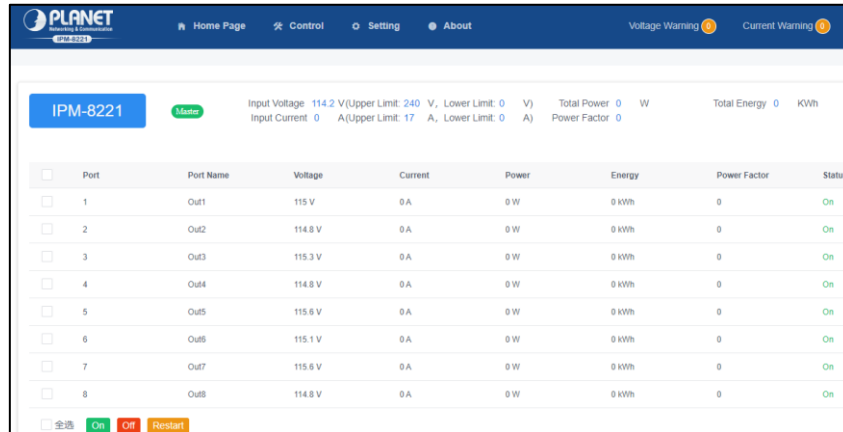 PLANET
Networking & Communication
IPM-8221
Home Page Control Setting About Voltage Warning 0 Current Warning 0
IPM-8221 Master
Input Voltage 114.2 V(Upper Limit: 240 V, Lower Limit: 0 V) Total Power 0 W Total Energy 0 KWh
Input Current 0 A(Upper Limit: 17 A, Lower Limit: 0 A) Power Factor 0
Port Port Name Voltage Current Power Energy Power Factor Statu
1 Out1 115 V 0 A 0 W 0 kWh 0 On
2 Out2 114.8 V 0 A 0 W 0 kWh 0 On
3 Out3 115.3 V 0 A 0 W 0 kWh 0 On
4 Out4 114.8 V 0 A 0 W 0 kWh 0 On
5 Out5 115.6 V 0 A 0 W 0 kWh 0 On
6 Out6 115.1 V 0 A 0 W 0 kWh 0 On
7 Out7 115.6 V 0 A 0 W 0 kWh 0 On
8 Out8 114.8 V 0 A 0 W 0 kWh 0 On
全选 On Off Restart